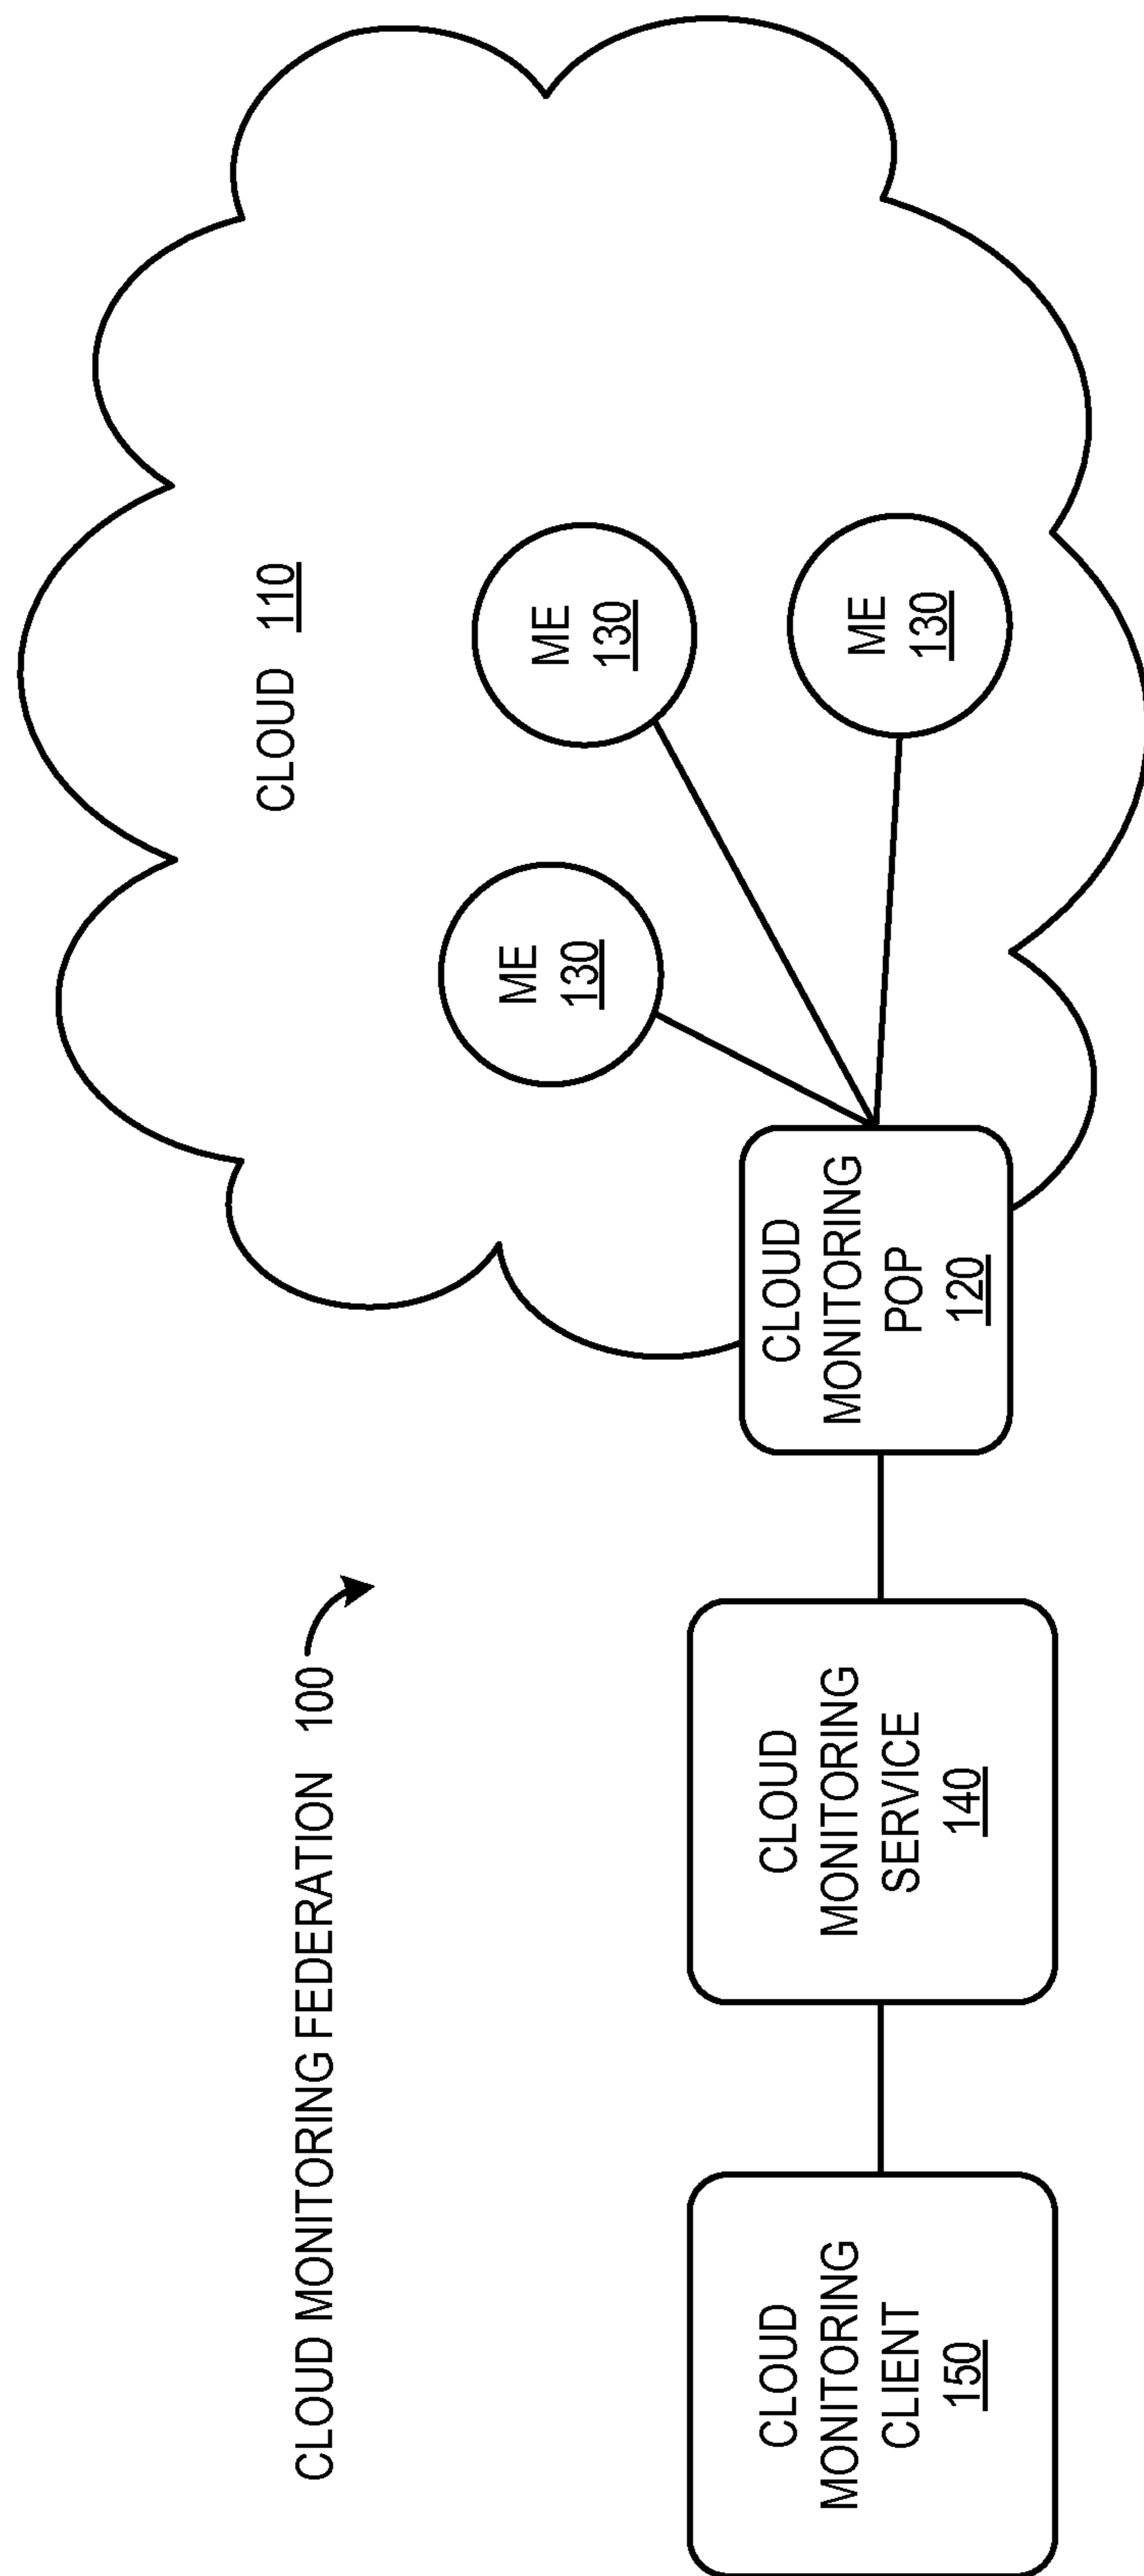 CLOUD MONITORING FEDERATION 100
CLOUD 110
ME
130
ME
130
ME
130
CLOUD
MONITORING
POP
120
CLOUD
MONITORING
SERVICE
140
CLOUD
MONITORING
CLIENT
150